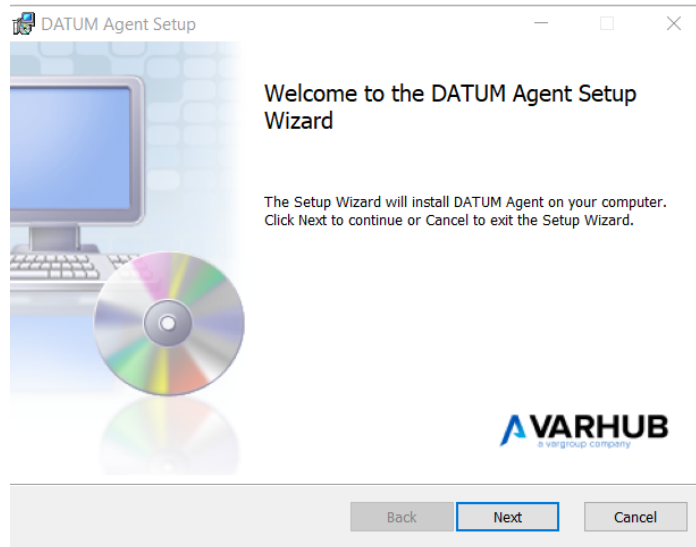 DATUM Agent Setup
Welcome to the DATUM Agent Setup
Wizard
The Setup Wizard will install DATUM Agent on your computer.
Click Next to continue or Cancel to exit the Setup Wizard.
VARHUB
a vargroup company
Back Next Cancel